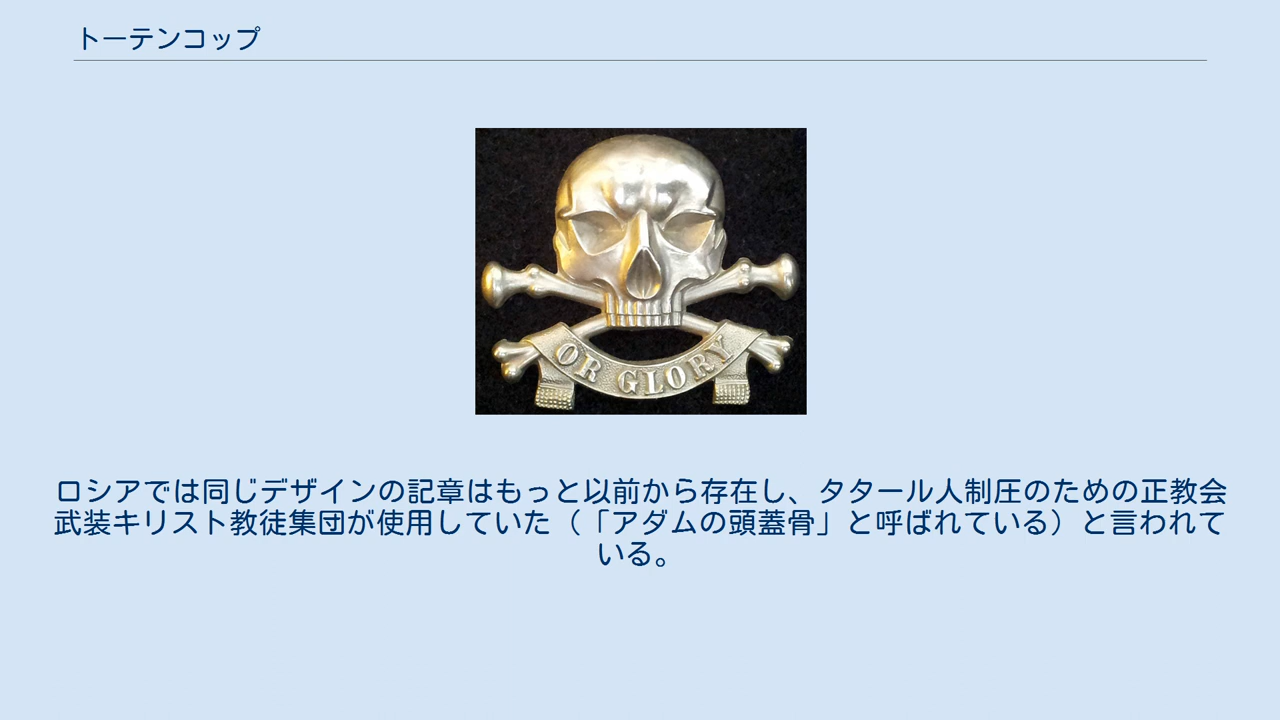 トーテンコップ
OR GLORY
ロシアでは同じデザインの記章はもっと以前から存在し、タタール人制圧のための正教会
武装キリスト教徒集団が使用していた（「アダムの頭蓋骨」と呼ばれている）と言われて
いる。